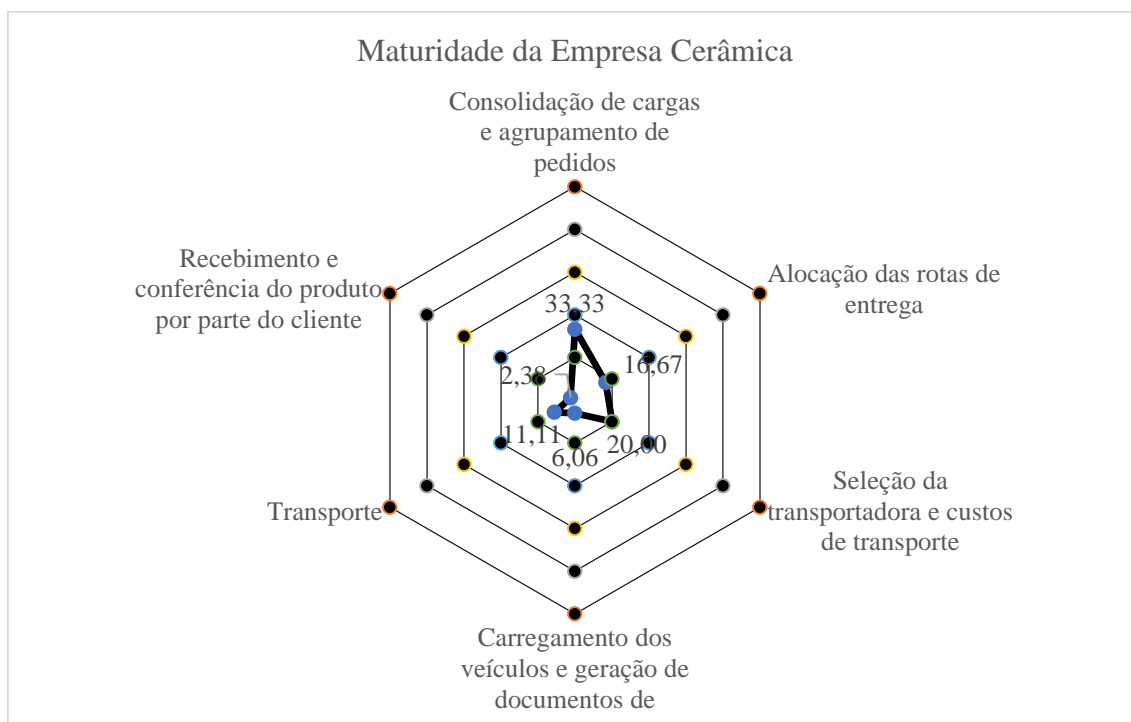 Maturidade da Empresa Cerâmica
Consolidação de cargas
e agrupamento de
pedidos
Alocação das rotas de
entrega
Seleção da
transportadora e custos
de transporte
Carregamento dos
veículos e geração de
documentos de
Transporte
Recebimento e
conferência do produto
por parte do cliente
33,33
16,67
20,00
6,06
11,11
2,38